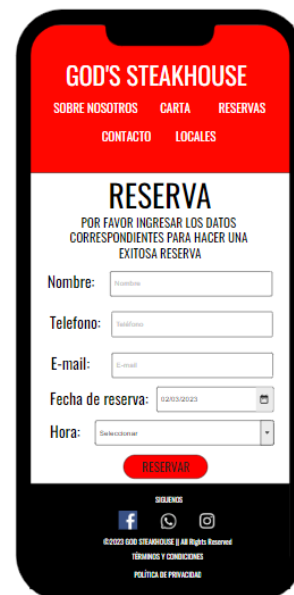 GOD'S STEAKHOUSE
SOBRE NOSOTROS CARTA RESERVAS
CONTACTO LOCALES
RESERVA
POR FAVOR INGRESAR LOS DATOS
CORRESPONDIENTES PARA HACER UNA
EXITOSA RESERVA
Nombre: Nombre
Telefono: Teléfono
E-mail: E-mail
Fecha de reserva: 02/03/2023
Hora: Seleccionar
RESERVAR
SIGUENOS
©2023 GOD STEAKHOUSE || All Rights Reserved
TÉRMINOS Y CONDICIONES
POLÍTICA DE PRIVACIDAD